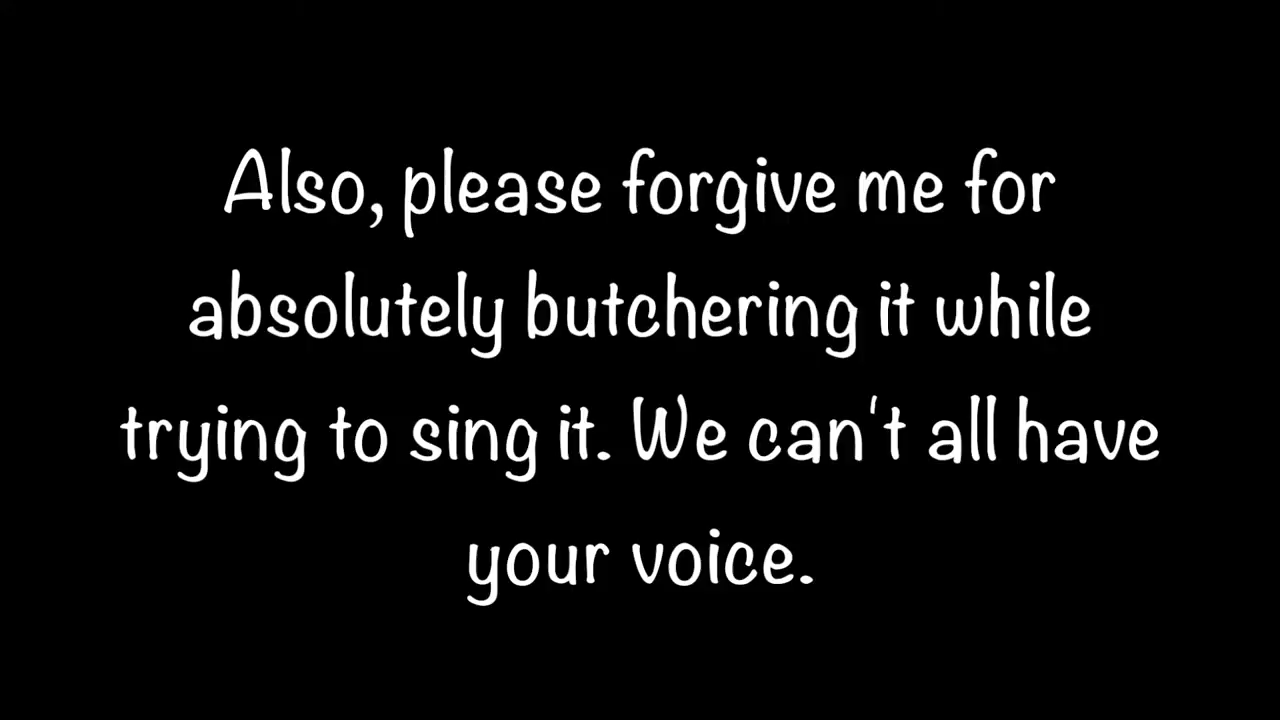 Also, please forgive me for
absolutely butchering it while
trying to sing it. We can't all have
your voice.